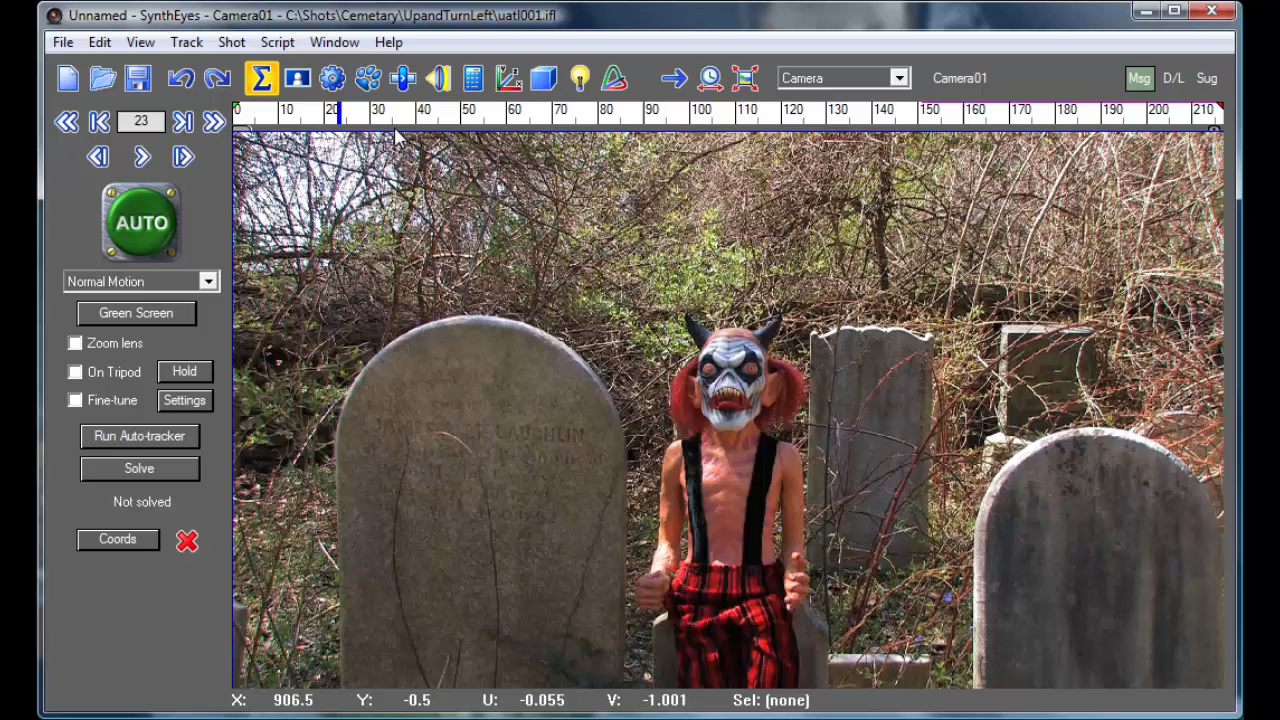 Unnamed - SynthEyes - Camera01 - C:\Shots\Cemetary\UpandTurnLeft\uatl001.ifl
File Edit View Track Shot Script Window Help
Camera Camera01 Msg D/L Sug
23 0 10 20 30 40 50 60 70 80 90 100 110 120 130 140 150 160 170 180 190 200 210
AUTO
Normal Motion
Green Screen
Zoom lens
On Tripod Hold
Fine-tune Settings
Run Auto-tracker
Solve
Not solved
Coords
JAMES McLAUGHLIN
X: 906.5 Y: -0.5 U: -0.055 V: -1.001 Sel: [none]